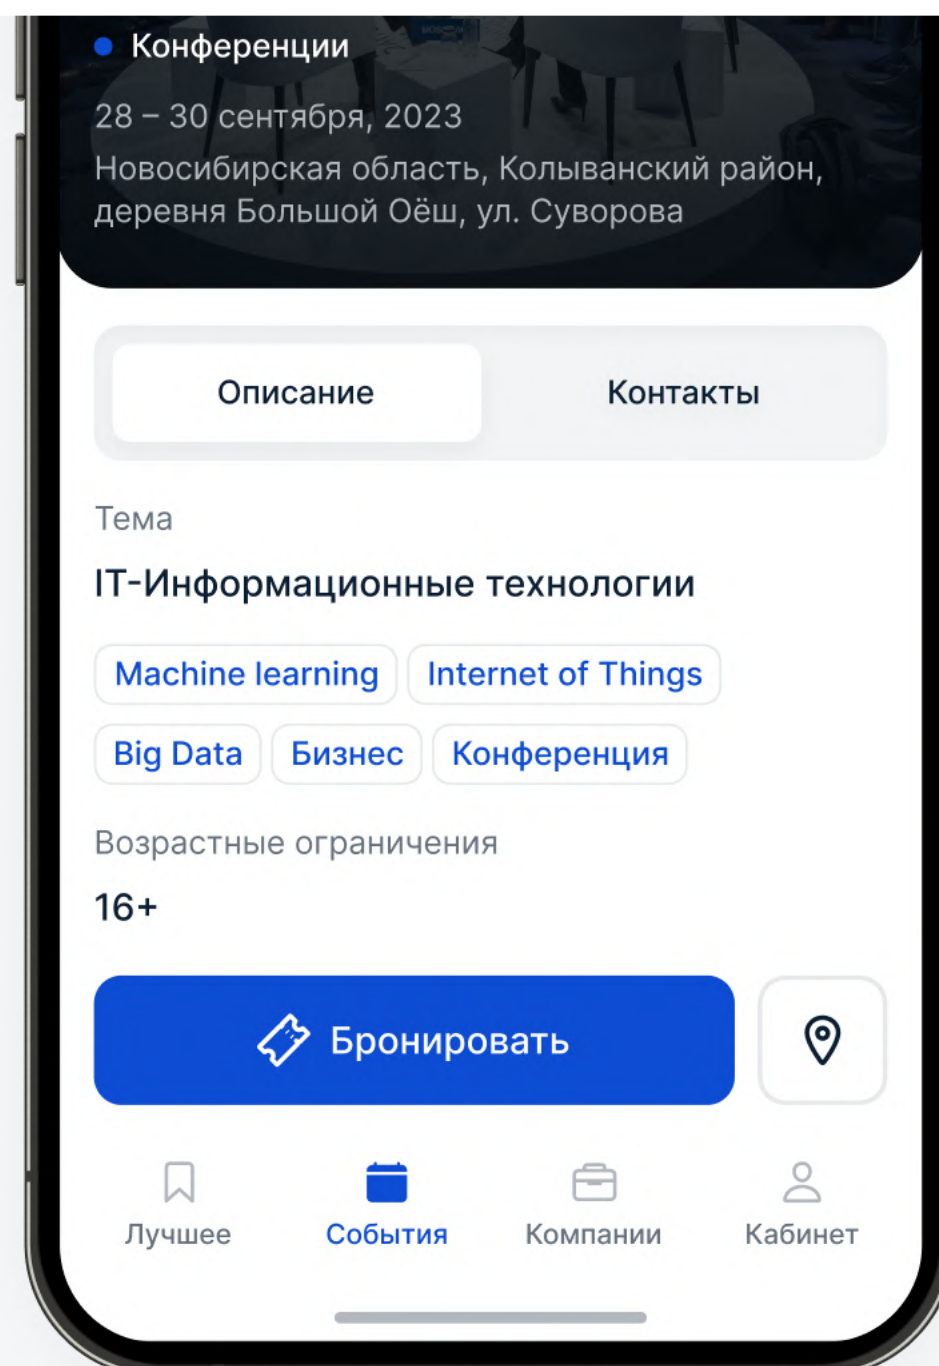 Конференции
28 – 30 сентября, 2023
Новосибирская область, Колыванский район,
деревня Большой Оёш, ул. Суворова
Описание
Контакты
Тема
IT-Информационные технологии
Machine learning
Internet of Things
Big Data
Бизнес
Конференция
Возрастные ограничения
16+
Бронировать
Лучшее
События
Компании
Кабинет